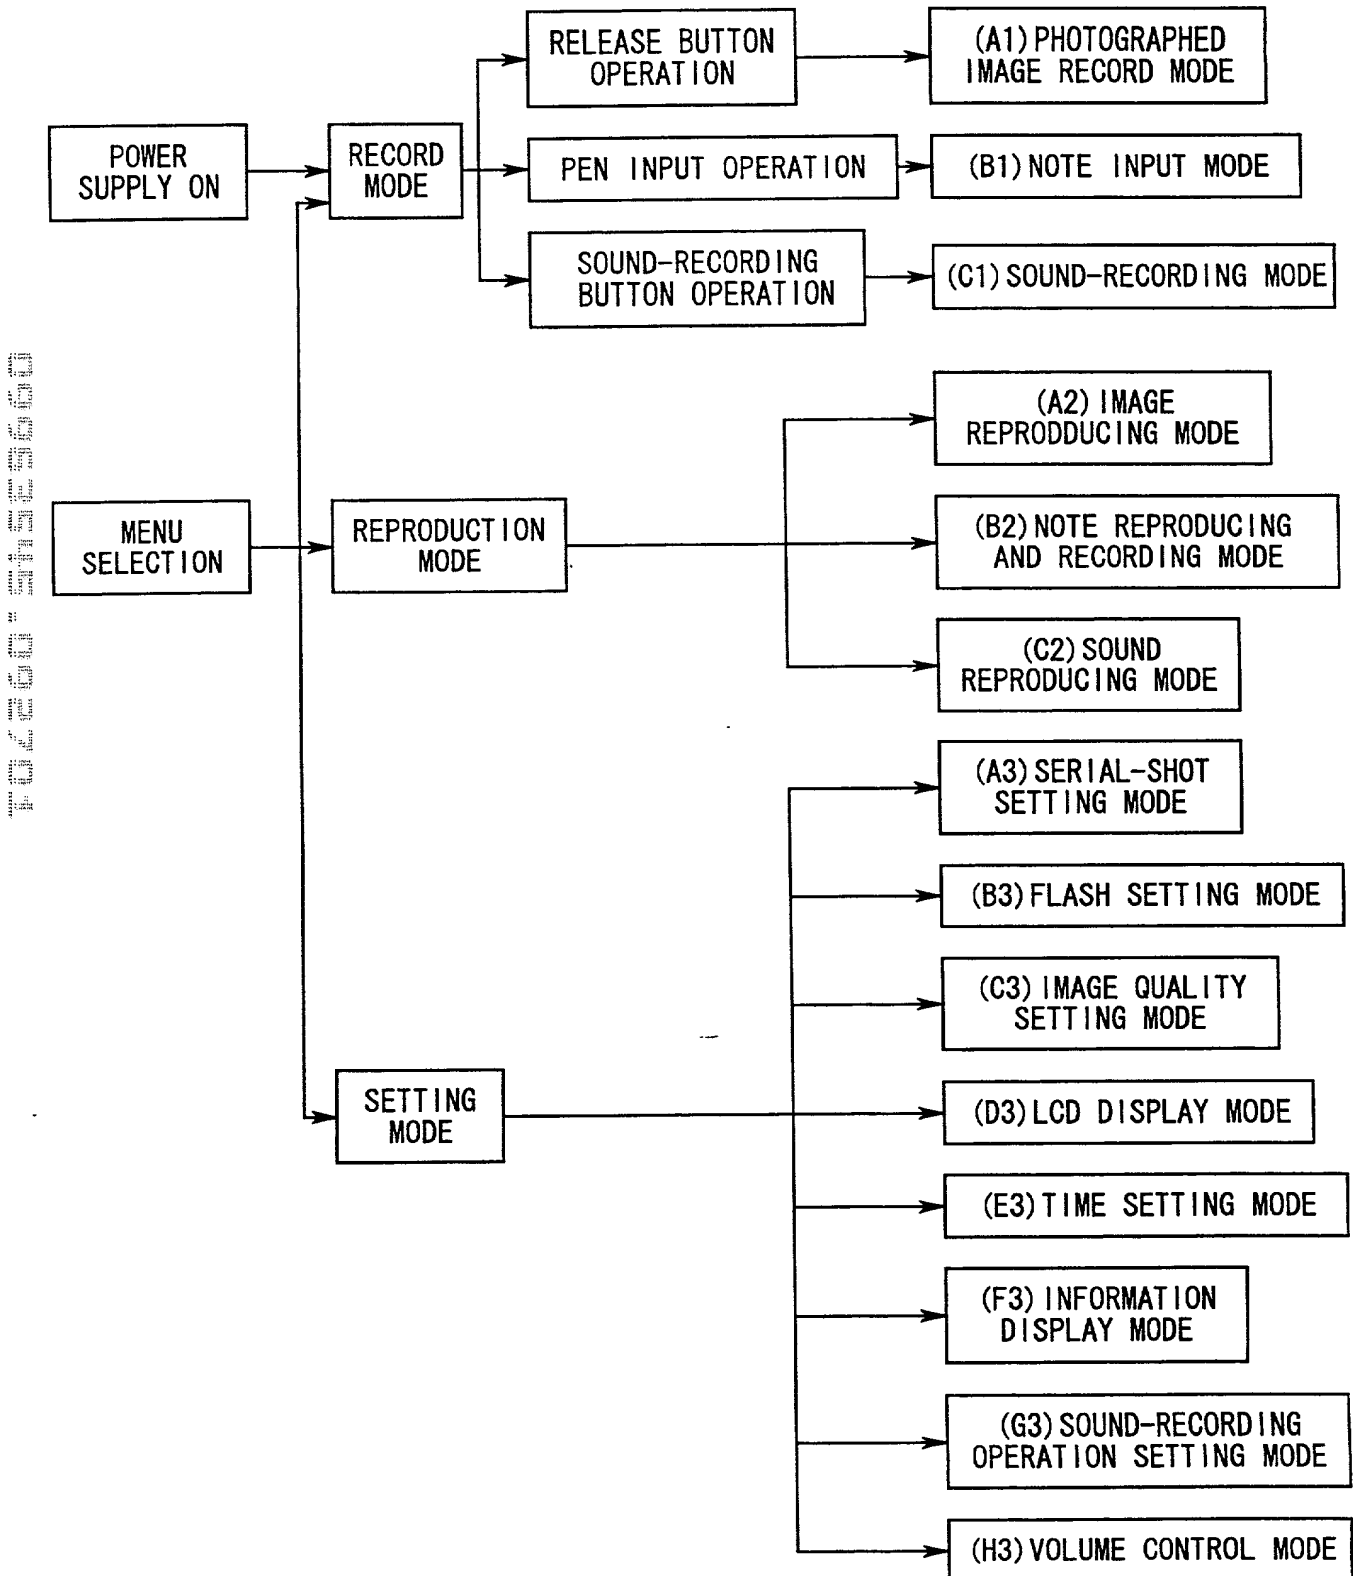 RELEASE BUTTON
OPERATION
(A1) PHOTOGRAPHED
IMAGE RECORD MODE
POWER
SUPPLY ON
RECORD
MODE
PEN INPUT OPERATION
(B1) NOTE INPUT MODE
SOUND-RECORDING
BUTTON OPERATION
(C1) SOUND-RECORDING MODE
(A2) IMAGE
REPRODDUCING MODE
MENU
SELECTION
REPRODUCTION
MODE
(B2) NOTE REPRODUCING
AND RECORDING MODE
(C2) SOUND
REPRODUCING MODE
(A3) SERIAL-SHOT
SETTING MODE
(B3) FLASH SETTING MODE
(C3) IMAGE QUALITY
SETTING MODE
SETTING
MODE
(D3) LCD DISPLAY MODE
(E3) TIME SETTING MODE
(F3) INFORMATION
DISPLAY MODE
(G3) SOUND-RECORDING
OPERATION SETTING MODE
(H3) VOLUME CONTROL MODE